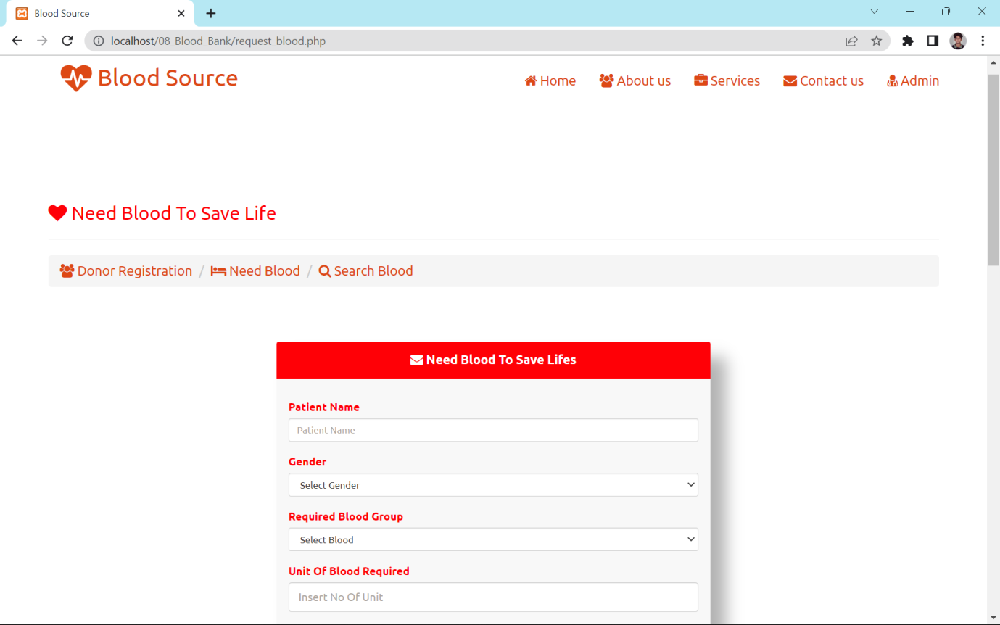 Blood Source
localhost/08_Blood_Bank/request_blood.php
Blood Source
Home About us Services Contact us Admin
Need Blood To Save Life
Donor Registration / Need Blood / Search Blood
Need Blood To Save Lifes
Patient Name
Patient Name
Gender
Select Gender
Required Blood Group
Select Blood
Unit Of Blood Required
Insert No Of Unit